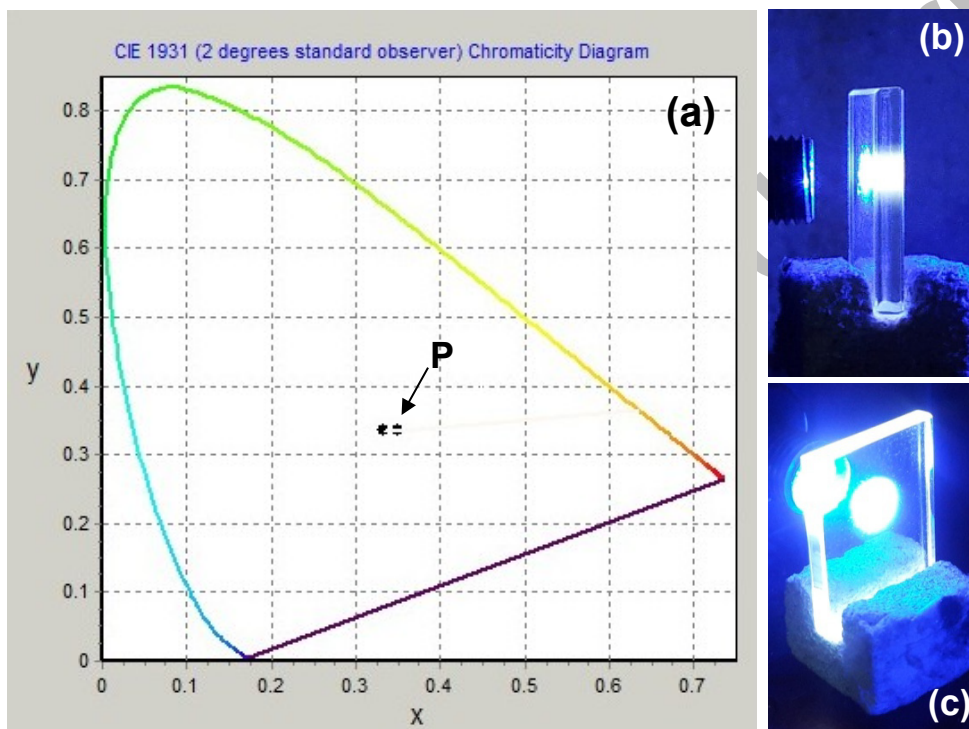 CIE 1931 (2 degrees standard observer) Chromaticity Diagram
(a)
(b)
0.8
0.7
0.6
0.5
y
0.4
P
0.3
0.2
0.1
0
0 0.1 0.2 0.3 0.4 0.5 0.6 0.7
X
(c)